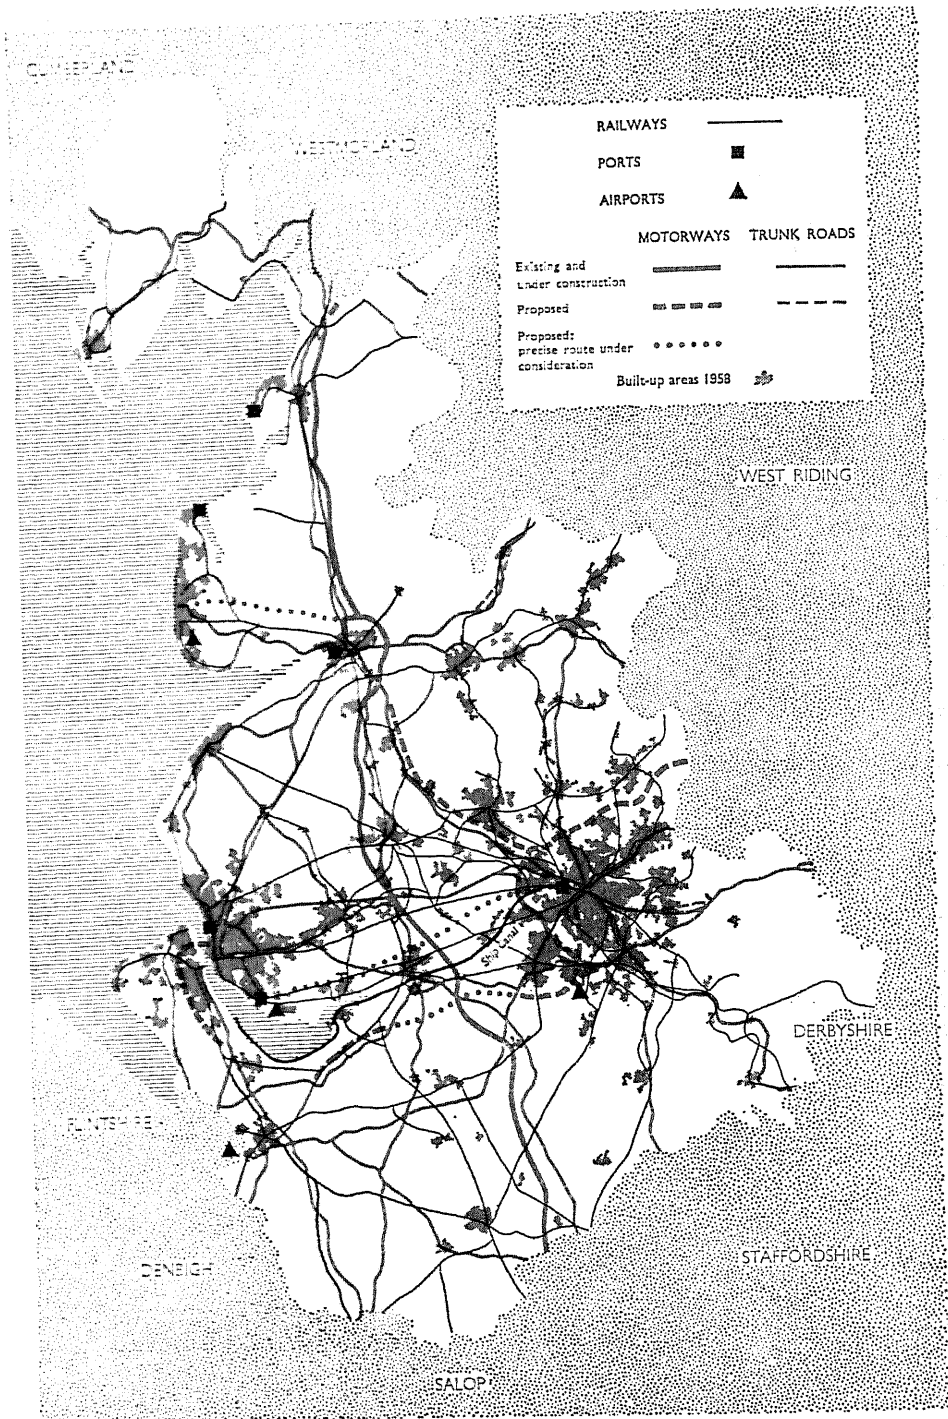 CUMBERLAND
WESTMORLAND
RAILWAYS
PORTS
AIRPORTS
MOTORWAYS TRUNK ROADS
Existing and
under construction
Proposed
Proposed:
precise route under
consideration
Built-up areas 1958
WEST RIDING
Ship Canal
DERBYSHIRE
FLINTSHIRE
STAFFORDSHIRE
DENBIGH
SALOP